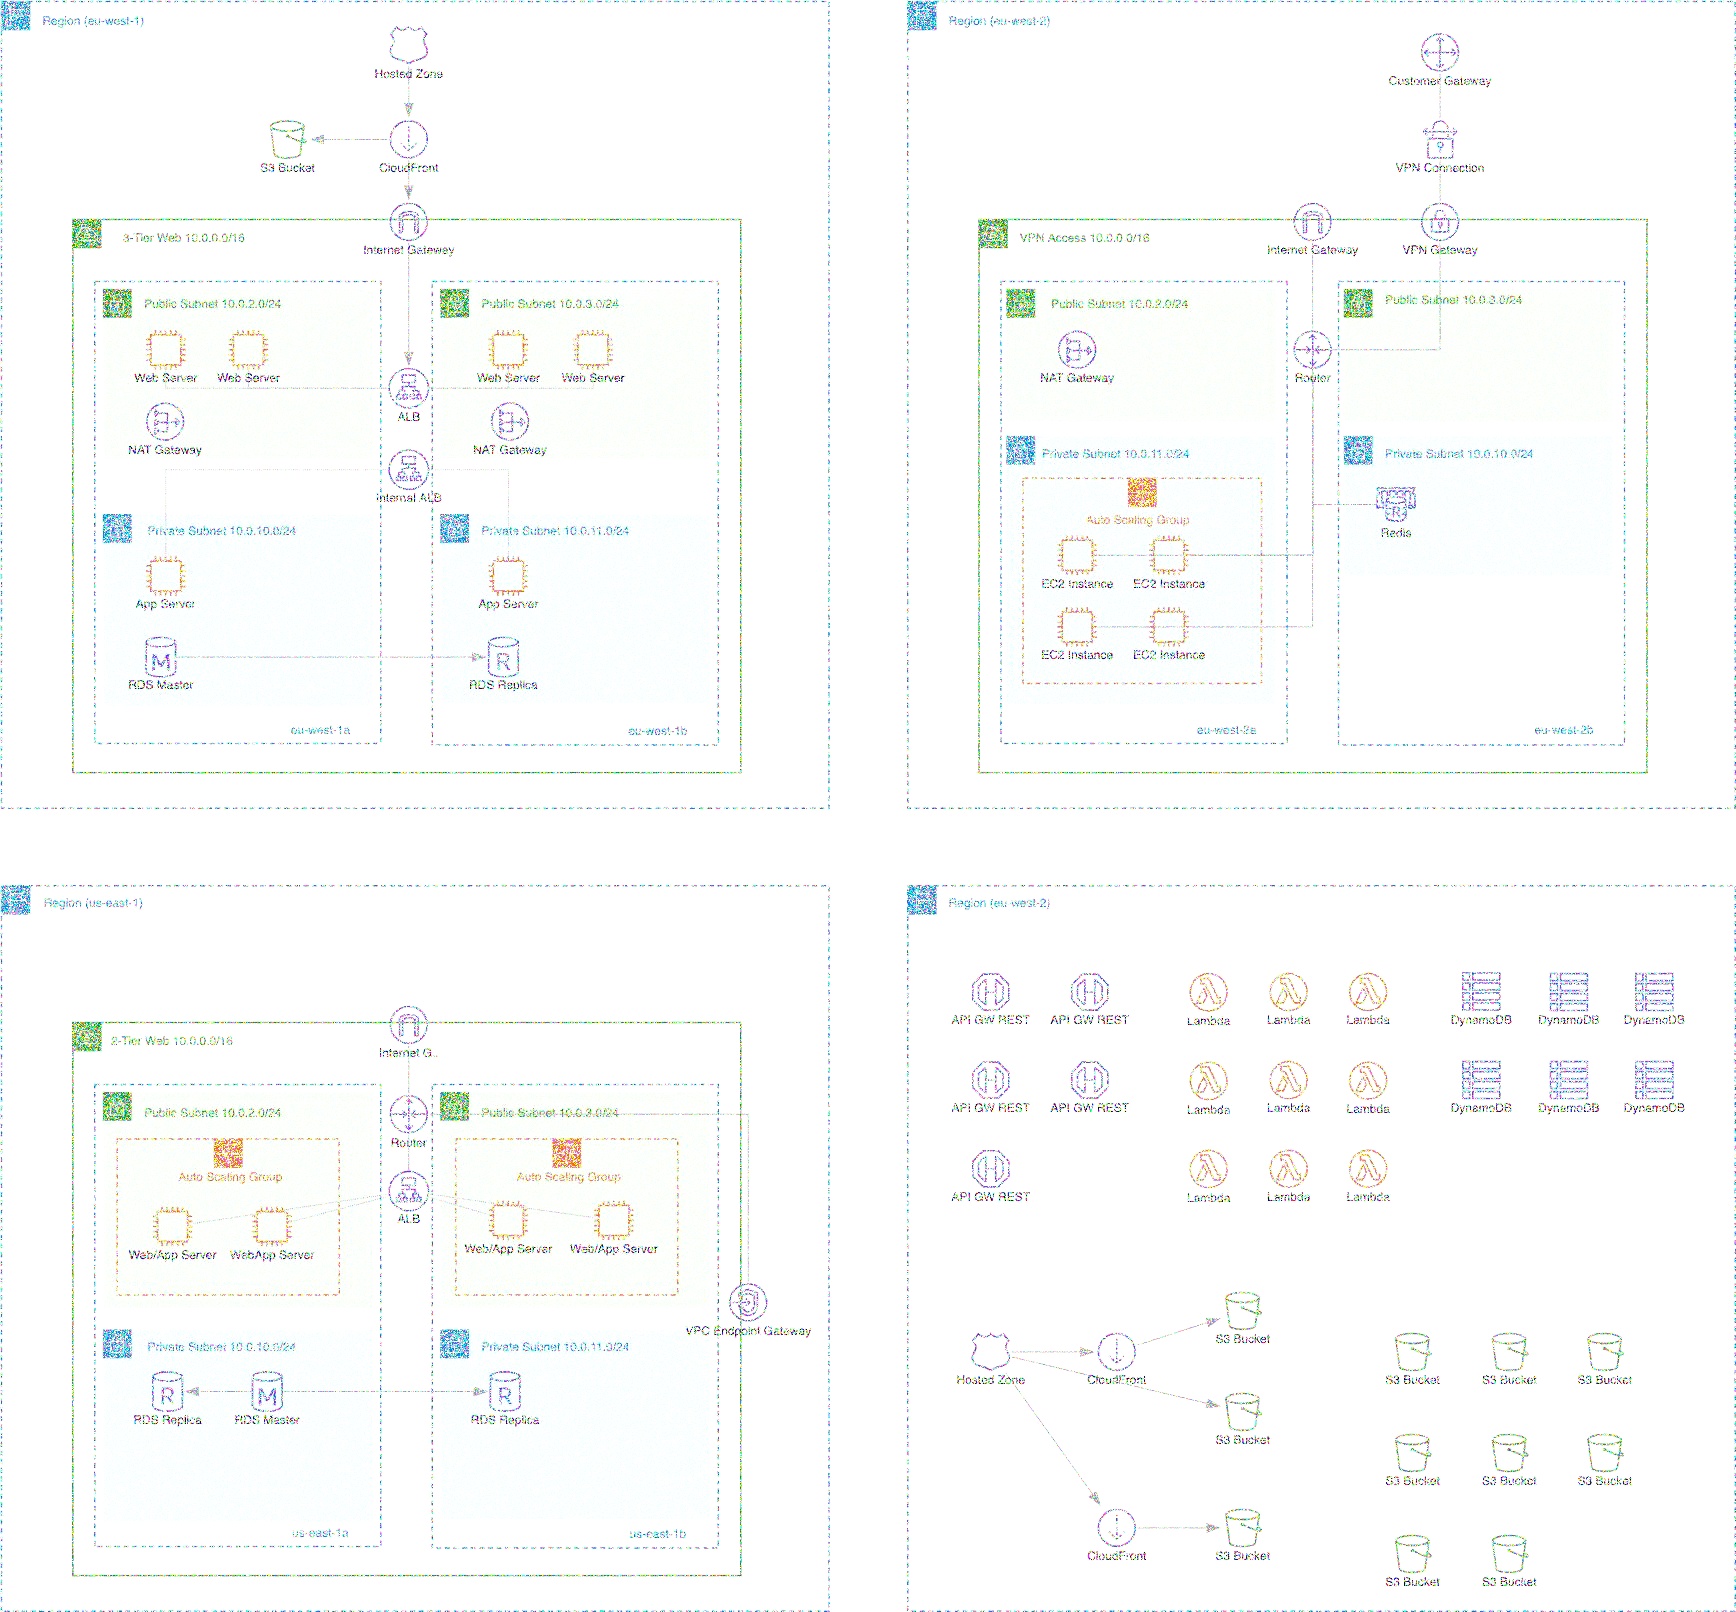 Region (eu-west-1)
Hosted Zone
S3 Bucket
CloudFront
3-Tier Web 10.0.0.0/16
Internet Gateway
Public Subnet 10.0.2.0/24
Public Subnet 10.0.3.0/24
Web Server
Web Server
Web Server
Web Server
ALB
NAT Gateway
NAT Gateway
Internal ALB
Private Subnet 10.0.10.0/24
Private Subnet 10.0.11.0/24
App Server
App Server
M
R
RDS Master
RDS Replica
eu-west-1a
eu-west-1b
Region (eu-west-2)
Customer Gateway
VPN Connection
VPN Access 10.0.0.0/16
Internet Gateway
VPN Gateway
Public Subnet 10.0.2.0/24
Public Subnet 10.0.3.0/24
NAT Gateway
Router
Private Subnet 10.0.11.0/24
Private Subnet 10.0.10.0/24
Auto Scaling Group
R
Redis
EC2 Instance
EC2 Instance
EC2 Instance
EC2 Instance
eu-west-2a
eu-west-2b
Region (us-east-1)
2-Tier Web 10.0.0.0/16
Internet G..
Public Subnet 10.0.2.0/24
Public Subnet 10.0.3.0/24
Router
Auto Scaling Group
Auto Scaling Group
ALB
Web/App Server
WebApp Server
Web/App Server
Web/App Server
VPC Endpoint Gateway
Private Subnet 10.0.10.0/24
Private Subnet 10.0.11.0/24
R
M
R
RDS Replica
RDS Master
RDS Replica
us-east-1a
us-east-1b
Region (eu-west-2)
API GW REST
API GW REST
Lambda
Lambda
Lambda
DynamoDB
DynamoDB
DynamoDB
API GW REST
API GW REST
Lambda
Lambda
Lambda
DynamoDB
DynamoDB
DynamoDB
API GW REST
Lambda
Lambda
Lambda
S3 Bucket
Hosted Zone
CloudFront
S3 Bucket
S3 Bucket
S3 Bucket
S3 Bucket
S3 Bucket
S3 Bucket
S3 Bucket
CloudFront
S3 Bucket
S3 Bucket
S3 Bucket